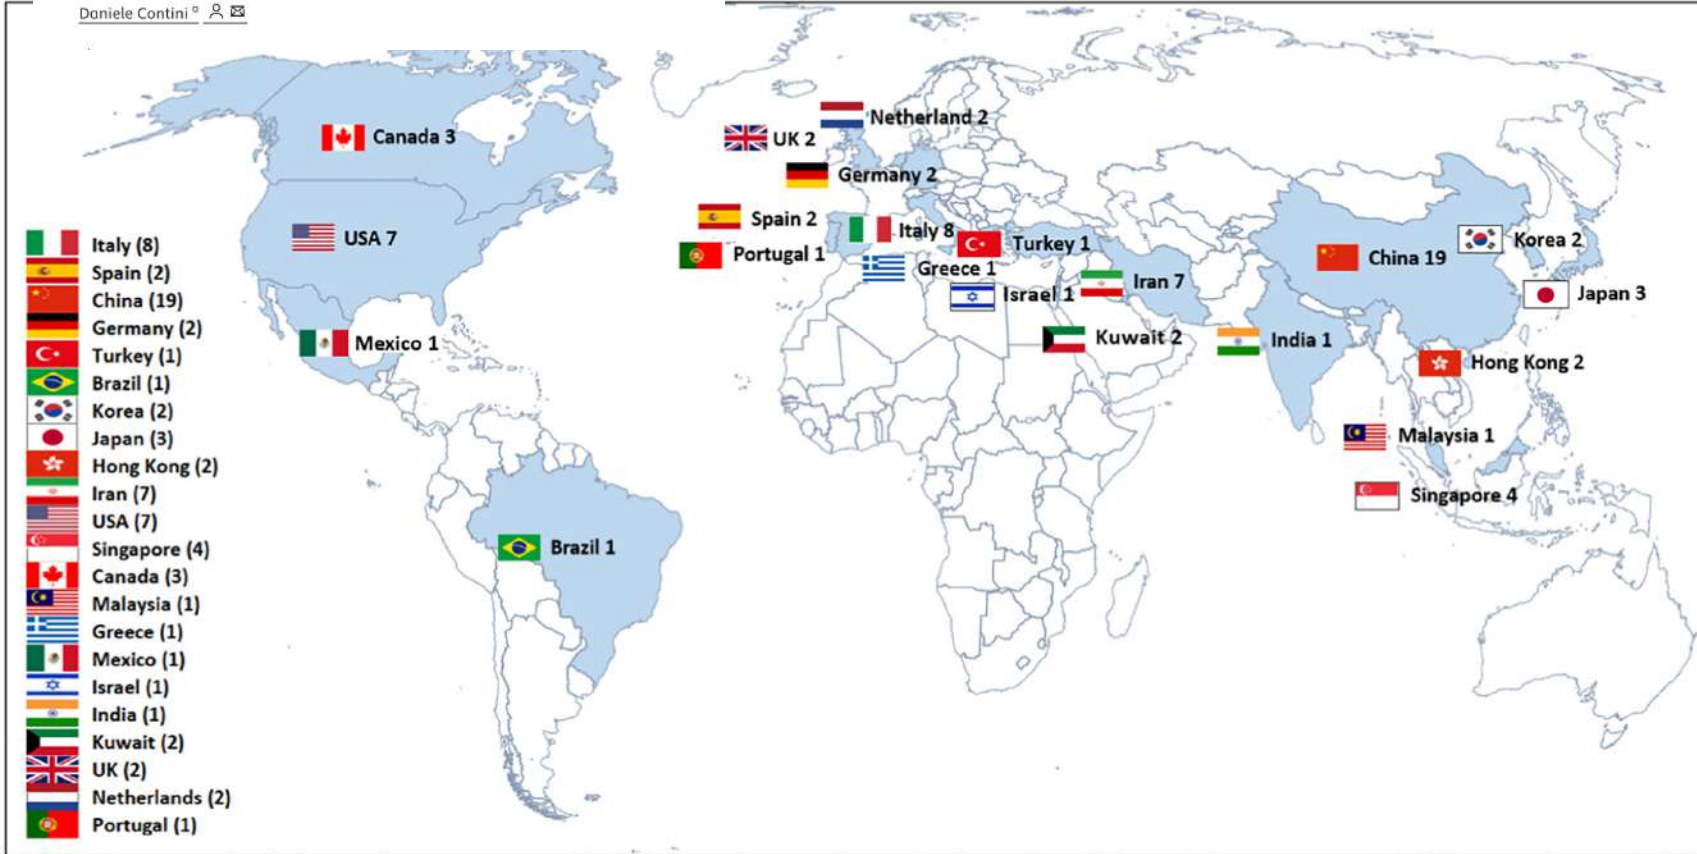 Daniele Contini a
Canada 3
USA 7
Mexico 1
Brazil 1
Netherland 2
UK 2
Germany 2
Spain 2
Italy 8
Portugal 1
Turkey 1
Greece 1
Israel 1
Iran 7
Kuwait 2
India 1
China 19
Korea 2
Japan 3
Hong Kong 2
Malaysia 1
Singapore 4
Italy (8)
Spain (2)
China (19)
Germany (2)
Turkey (1)
Brazil (1)
Korea (2)
Japan (3)
Hong Kong (2)
Iran (7)
USA (7)
Singapore (4)
Canada (3)
Malaysia (1)
Greece (1)
Mexico (1)
Israel (1)
India (1)
Kuwait (2)
UK (2)
Netherlands (2)
Portugal (1)